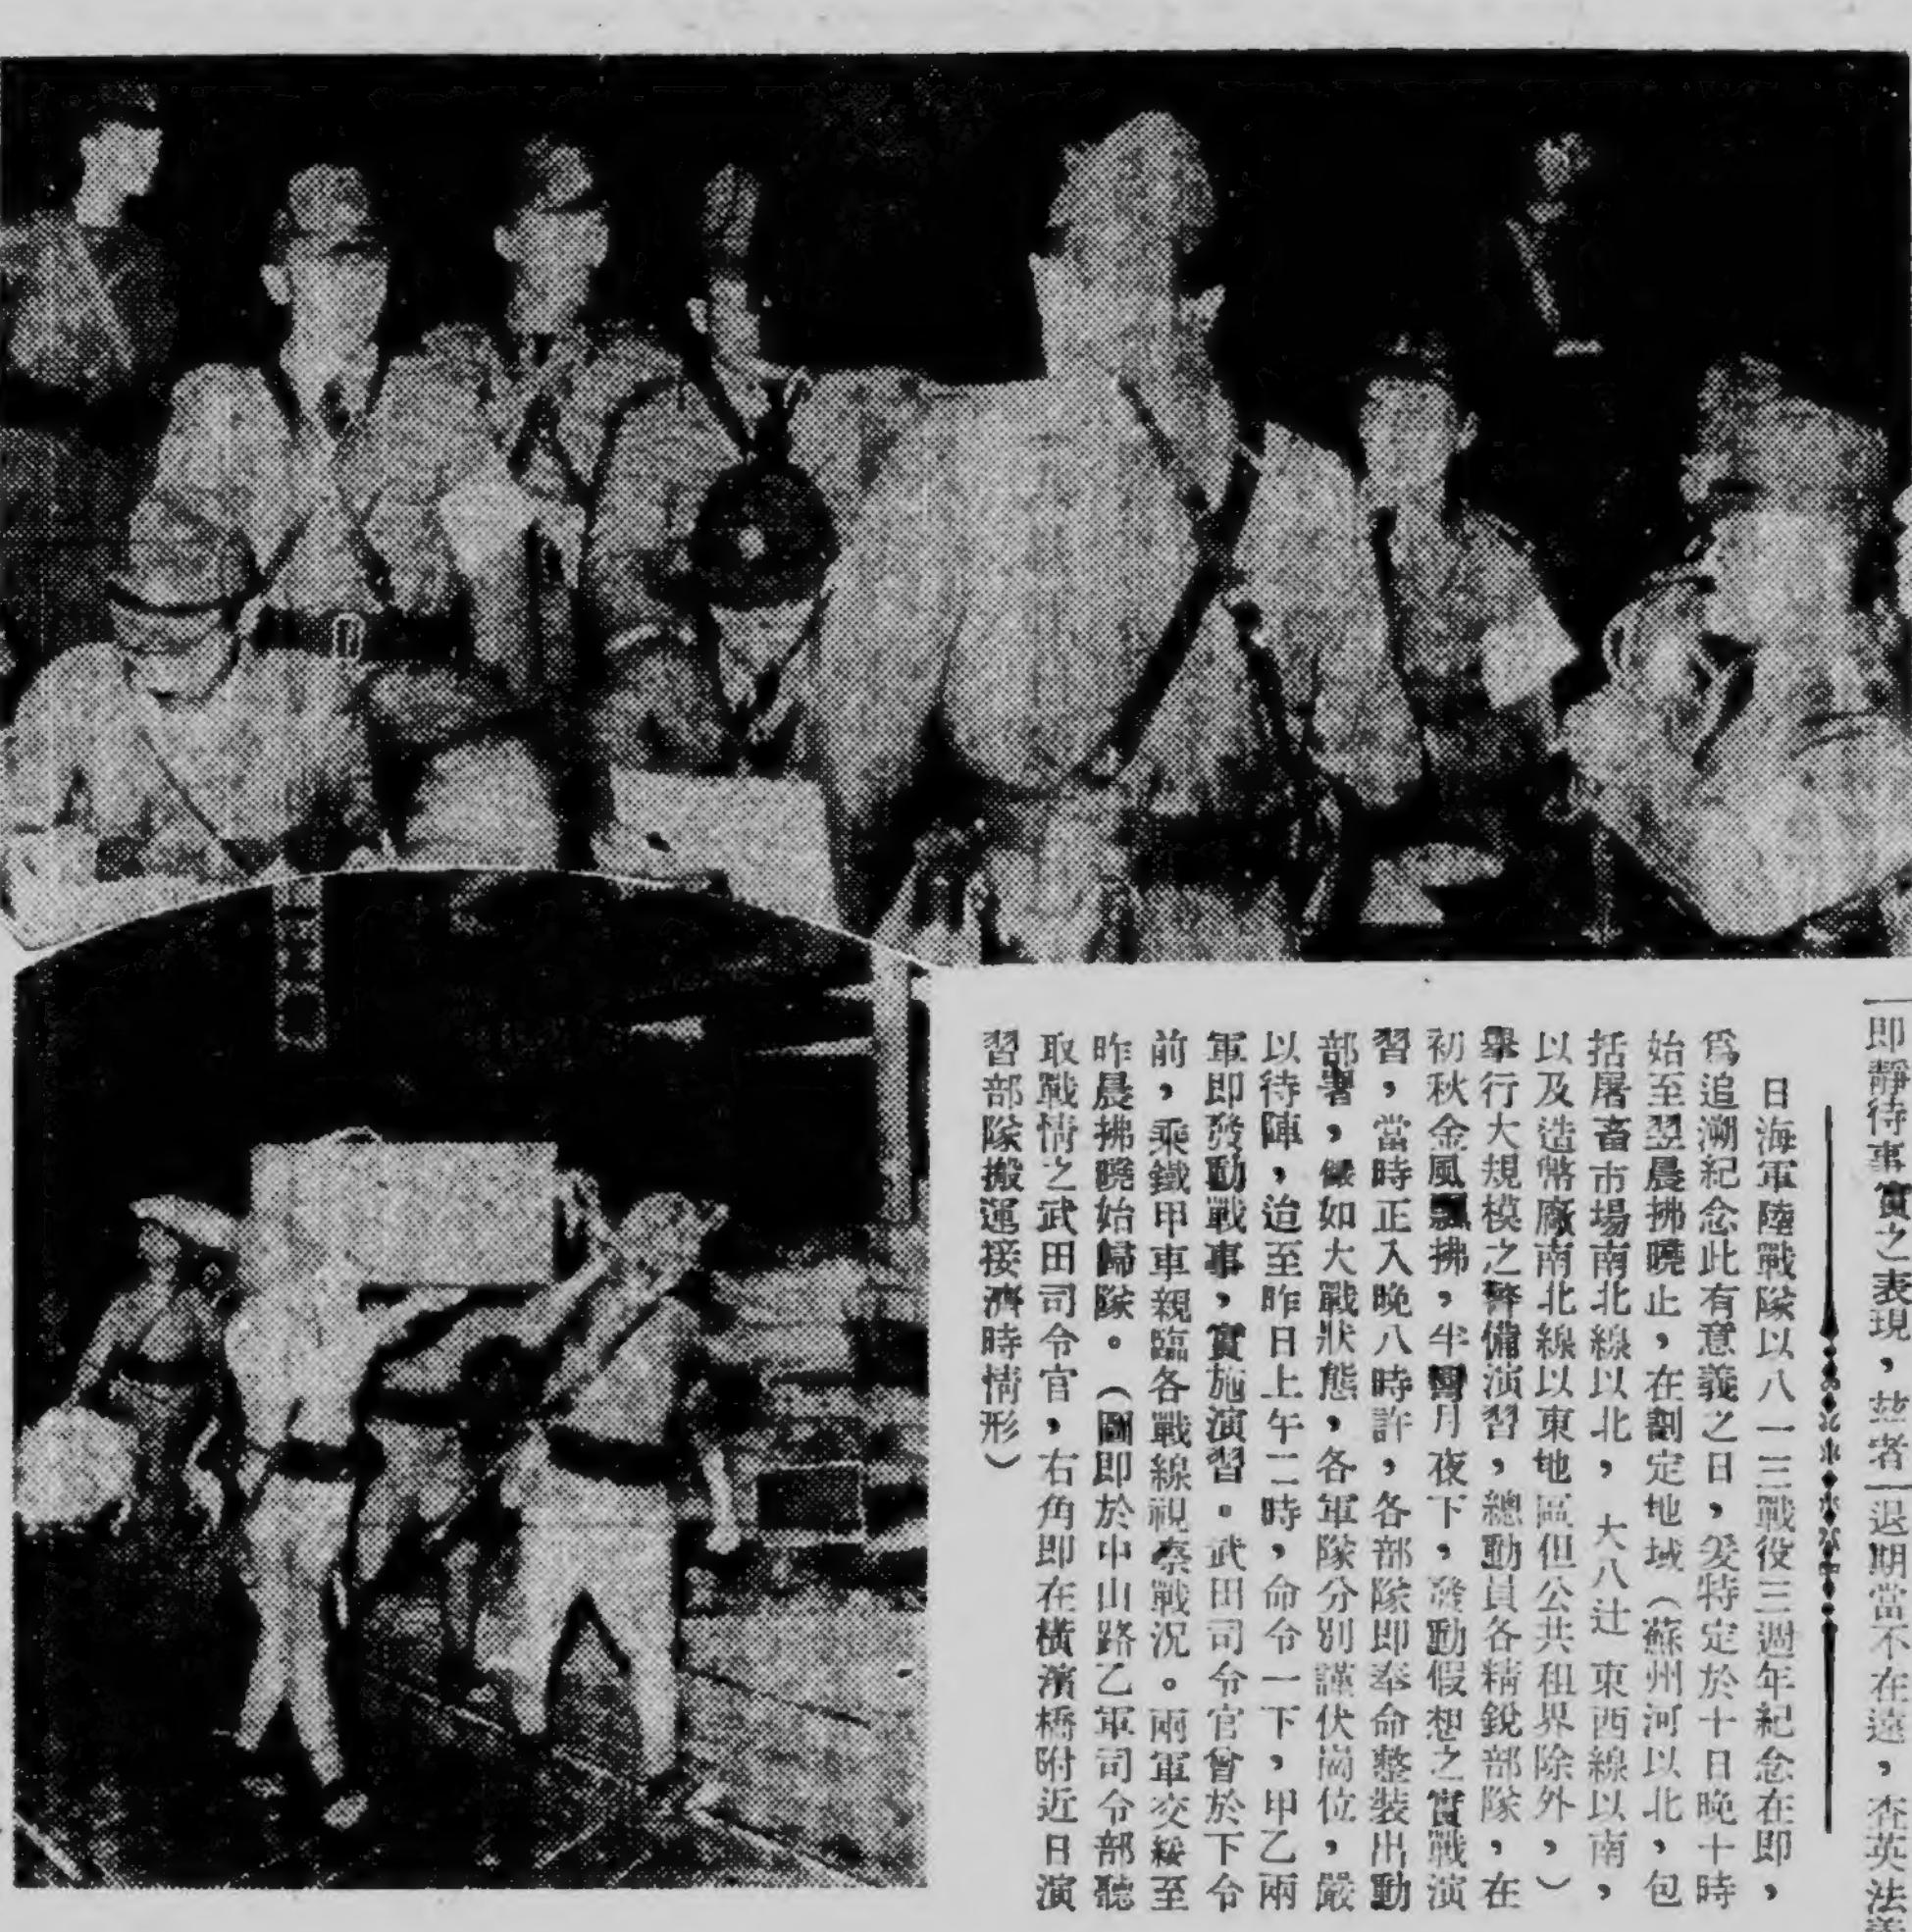 即靜待事實之表現，茲者｜退期當不在遠，查英法義
日海軍陸戰隊以八一三戰役三週年紀念在即，
爲追溯紀念此有意義之日，爰特定於十日晚十時
始至翌晨拂曉止，在劃定地域（蘇州河以北，包
括屠畜市場南北線以北，大八辻東西線以南，
以及造幣廠南北線以東地區但公共租界除外，）
舉行大規模之警備演習，總動員各精銳部隊，在
初秋金風飄拂，半圓月夜下，發動假想之實戰演
習，當時正入晚八時許，各部隊即奉命整裝出動
部署，儼如大戰狀態，各軍隊分別謹伏崗位，嚴
以待陣，迨至昨日上午二時，命令一下，甲乙兩
軍即發動戰事，實施演習。武田司令官曾於下令
前，乘鐵甲車親臨各戰線視察戰況。兩軍交綏至
昨晨拂曉始歸隊。（圖即於中山路乙軍司令部聽
取戰情之武田司令官，右角即在橫濱橋附近日演
習部隊搬運接濟時情形）